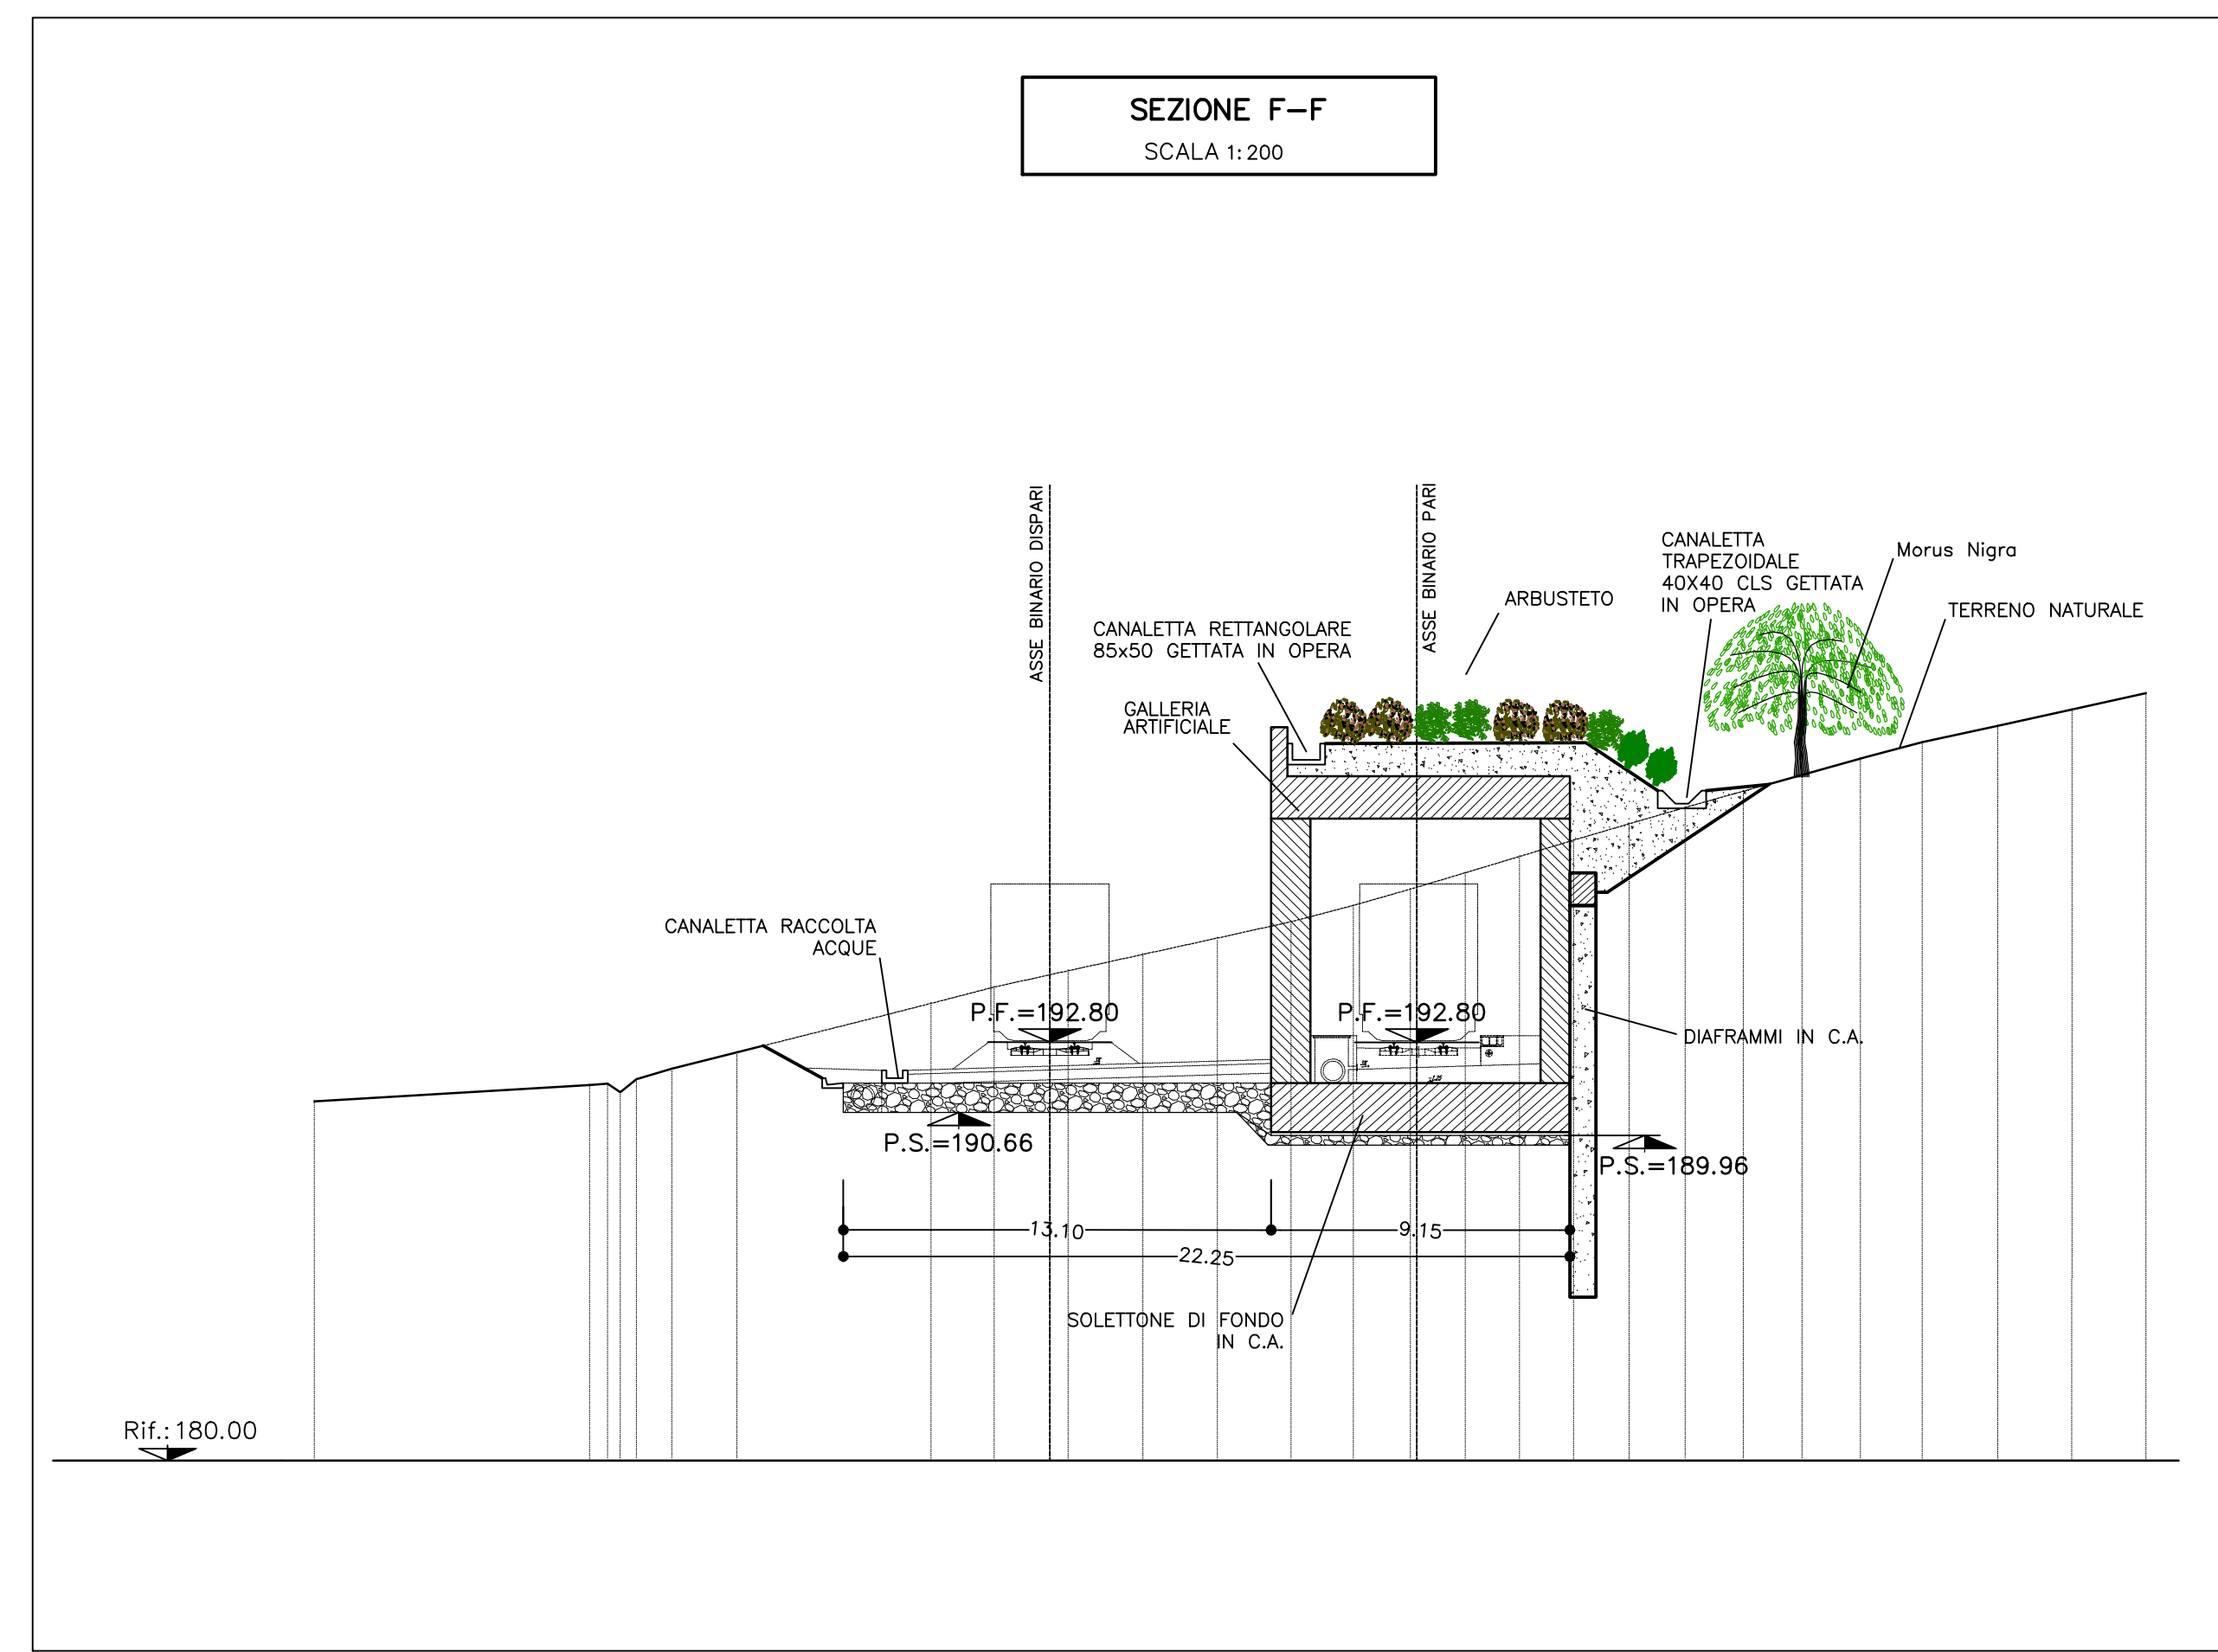 SEZIONE F-F
SCALA 1:200
ASSE BINARIO DISPARI
ASSE BINARIO PARI
CANALETTA
TRAPEZOIDALE
40X40 CLS GETTATA
IN OPERA
Morus Nigra
ARBUSTETO
TERRENO NATURALE
CANALETTA RETTANGOLARE
85x50 GETTATA IN OPERA
GALLERIA
ARTIFICIALE
CANALETTA RACCOLTA
ACQUE
P.F.=192.80
P.F.=192.80
DIAFRAMMI IN C.A.
P.S.=190.66
P.S.=189.96
13.10
9.15
22.25
SOLETTONE DI FONDO
IN C.A.
Rif.:180.00